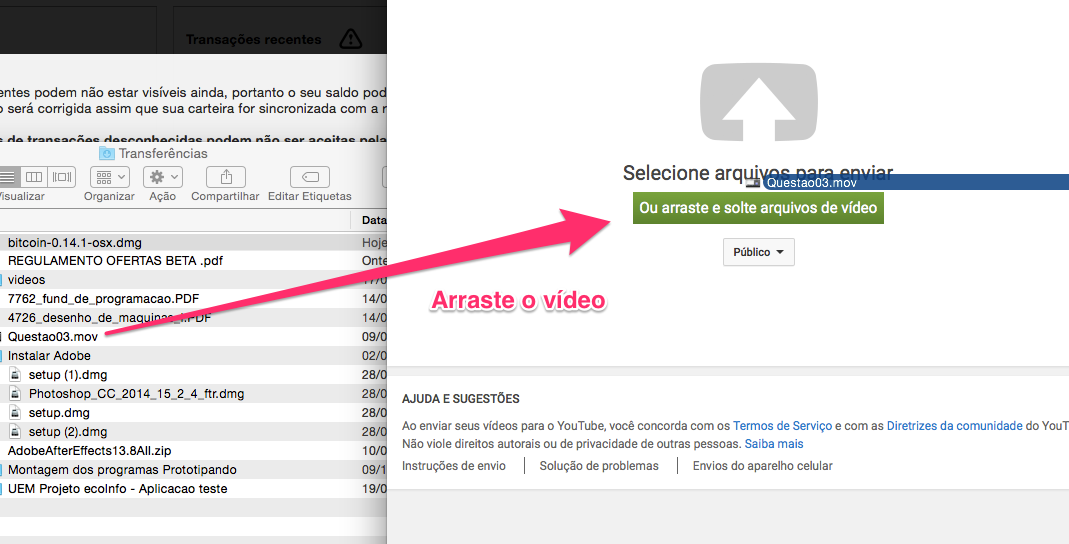 Transações recentes
entes podem não estar visíveis ainda, portanto o seu saldo pod
o será corrigida assim que sua carteira for sincronizada com a r
s de transações desconhecidas podem não ser aceitas pela
Transferências
Visualizar
Organizar
Ação
Compartilhar
Editar Etiquetas
Data
bitcoin-0.14.1-osx.dmg
Hoje
REGULAMENTO OFERTAS BETA .pdf
Onte
videos
17/0
7762_fund_de_programacao.PDF
14/0
4726_desenho_de_maquinas_I.PDF
14/0
Questao03.mov
09/0
Instalar Adobe
02/0
setup (1).dmg
28/0
Photoshop_CC_2014_15_2_4_ftr.dmg
28/0
setup.dmg
28/0
setup (2).dmg
28/0
AdobeAfterEffects13.8All.zip
10/0
Montagem dos programas Prototipando
09/1
UEM Projeto ecoInfo - Aplicacao teste
19/0
Selecione arquivos para enviar
Questao03.mov
Ou arraste e solte arquivos de vídeo
Público
Arraste o vídeo
AJUDA E SUGESTÕES
Ao enviar seus vídeos para o YouTube, você concorda com os Termos de Serviço e com as Diretrizes da comunidade do YouT
Não viole direitos autorais ou de privacidade de outras pessoas. Saiba mais
Instruções de envio
Solução de problemas
Envios do aparelho celular